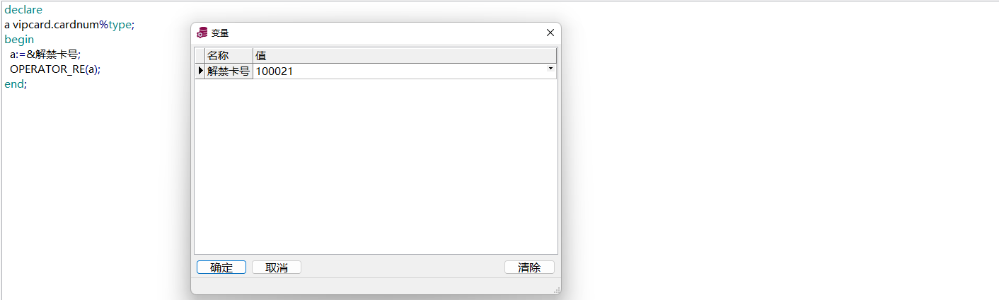 declare
a vipcard.cardnum%type;
begin
a:=&解禁卡号;
OPERATOR_RE(a);
end;
变量
名称 值
解禁卡号 100021
确定 取消 清除